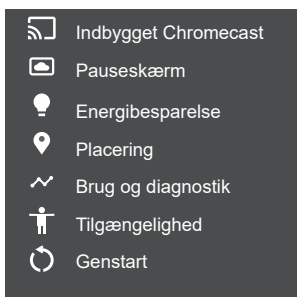 Indbygget Chromecast
Pauseskærm
Energibesparelse
Placering
Brug og diagnostik
Tilgængelighed
Genstart